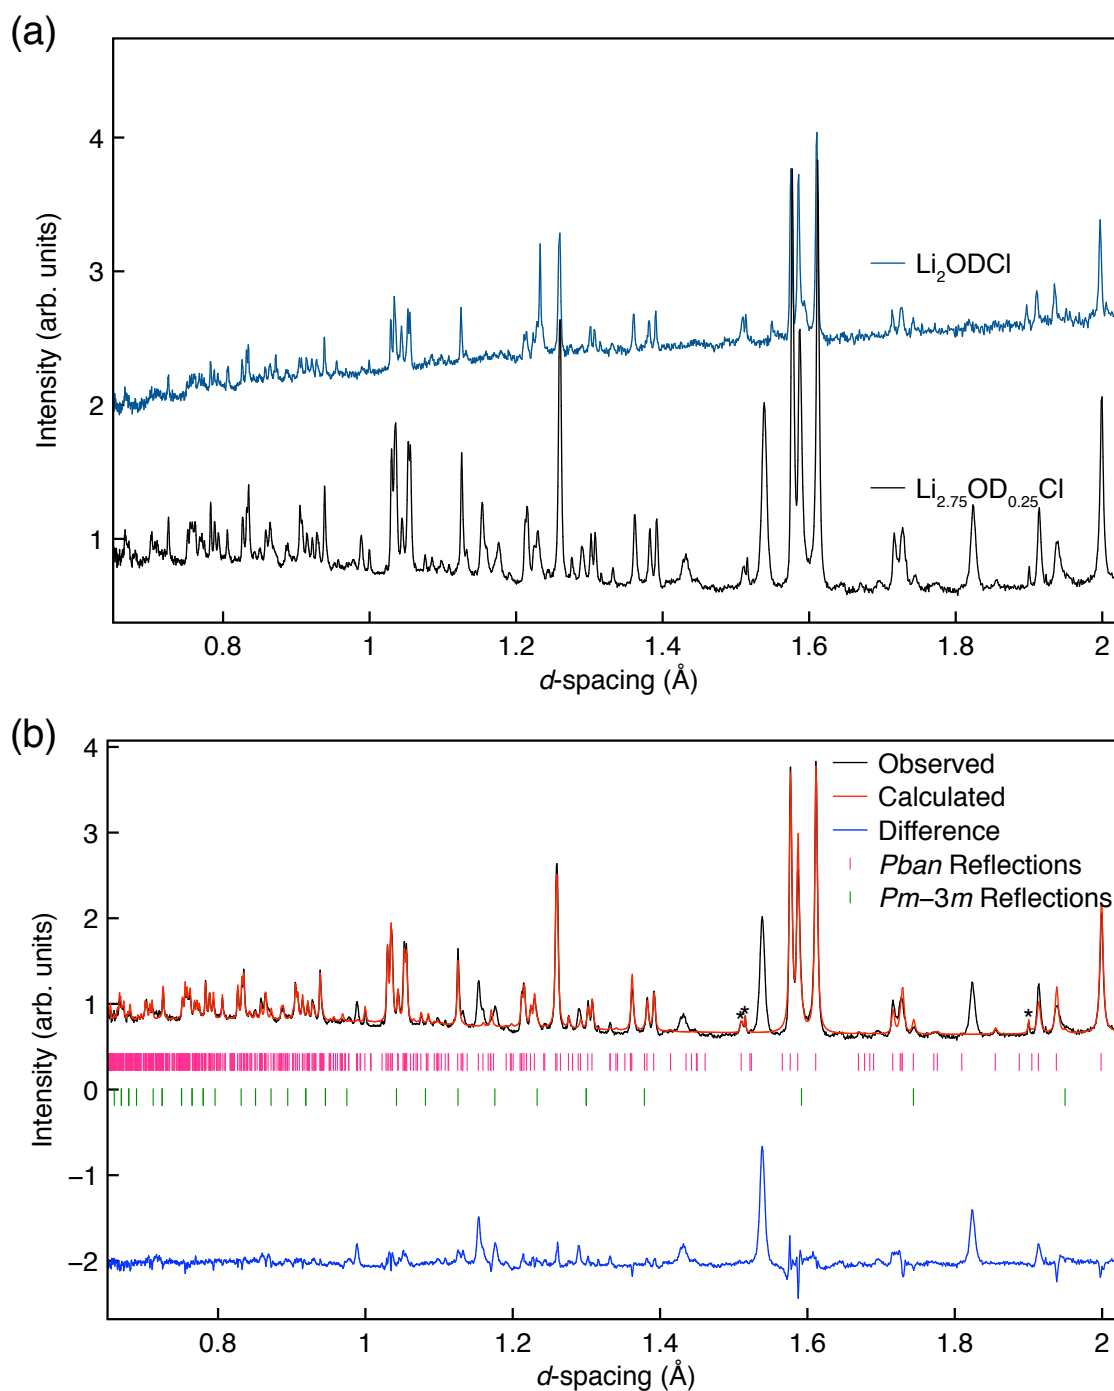 (a)
Intensity (arb. units)
4
3
2
1
Li₂ODCl
Li₂.₇₅OD₀.₂₅Cl
0.8 1 1.2 1.4 1.6 1.8 2
d-spacing (Å)
(b)
Intensity (arb. units)
4
3
2
1
0
−1
−2
Observed
Calculated
Difference
Pban Reflections
Pm–3m Reflections
* * *
0.8 1 1.2 1.4 1.6 1.8 2
d-spacing (Å)